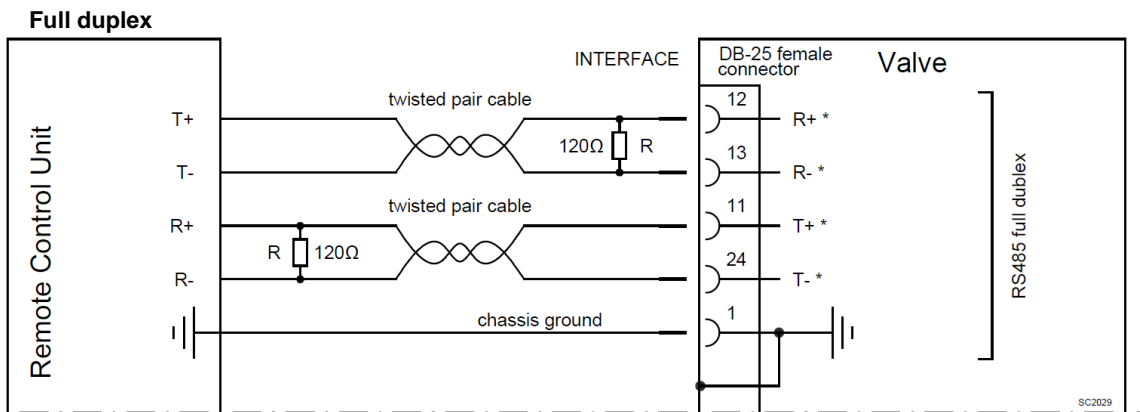 Full duplex
INTERFACE
DB-25 female
connector
Valve
Remote Control Unit
twisted pair cable
T+
12
R+ *
120Ω
R
T-
13
R- *
twisted pair cable
R+
11
T+ *
R
120Ω
R-
24
T- *
chassis ground
1
RS485 full dublex
SC2029